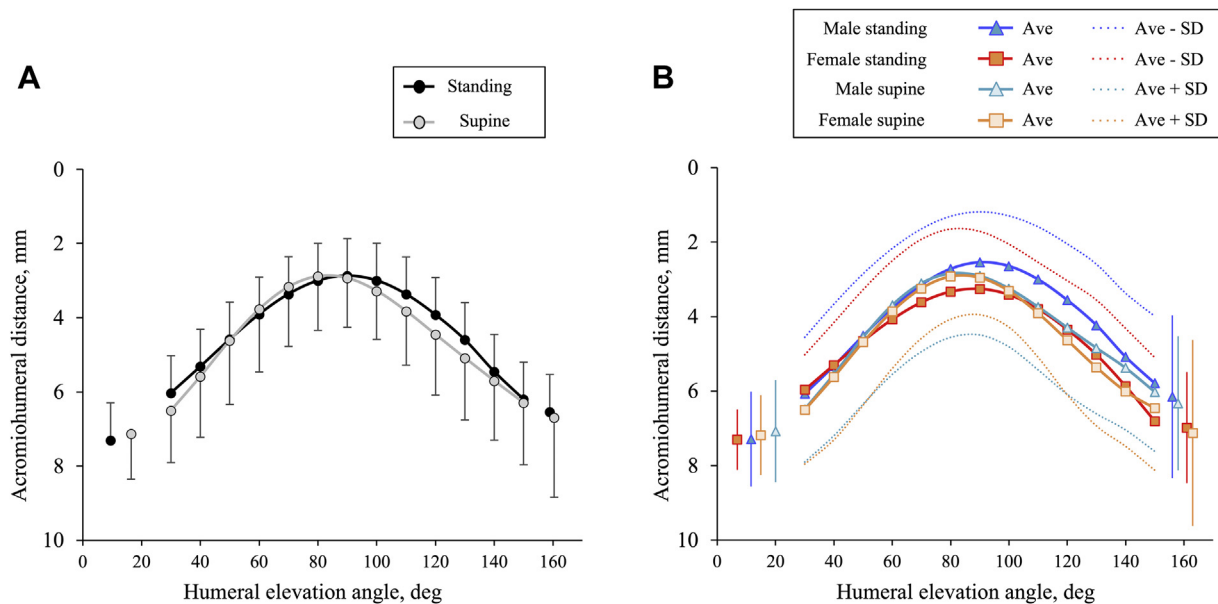 A
Standing
Supine
0
2
4
6
8
10
Acromiohumeral distance, mm
0 20 40 60 80 100 120 140 160
Humeral elevation angle, deg
B
Male standing Ave Ave - SD
Female standing Ave Ave - SD
Male supine Ave Ave + SD
Female supine Ave Ave + SD
0
2
4
6
8
10
Acromiohumeral distance, mm
0 20 40 60 80 100 120 140 160
Humeral elevation angle, deg